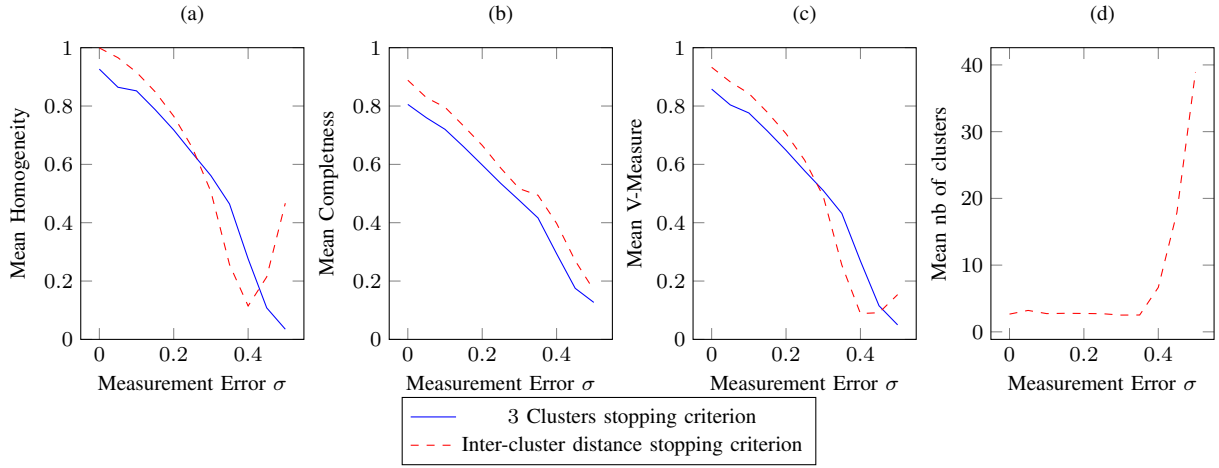 (a)
1
0.8
0.6
0.4
0.2
0
0
0.2
0.4
Mean Homogeneity
Measurement Error σ
(b)
1
0.8
0.6
0.4
0.2
0
0
0.2
0.4
Mean Completness
Measurement Error σ
(c)
1
0.8
0.6
0.4
0.2
0
0
0.2
0.4
Mean V-Measure
Measurement Error σ
(d)
40
30
20
10
0
0
0.2
0.4
Mean nb of clusters
Measurement Error σ
3 Clusters stopping criterion
Inter-cluster distance stopping criterion